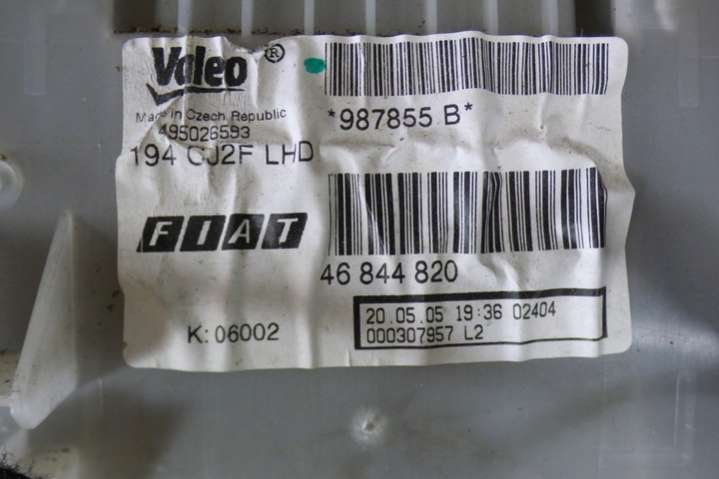 Valeo®
Made in Czech Republic
495026593
194 CJ2F LHD
*987855 B*
FIAT
46 844 820
K: 06002
20.05.05 19:36 02404
000307957 L2